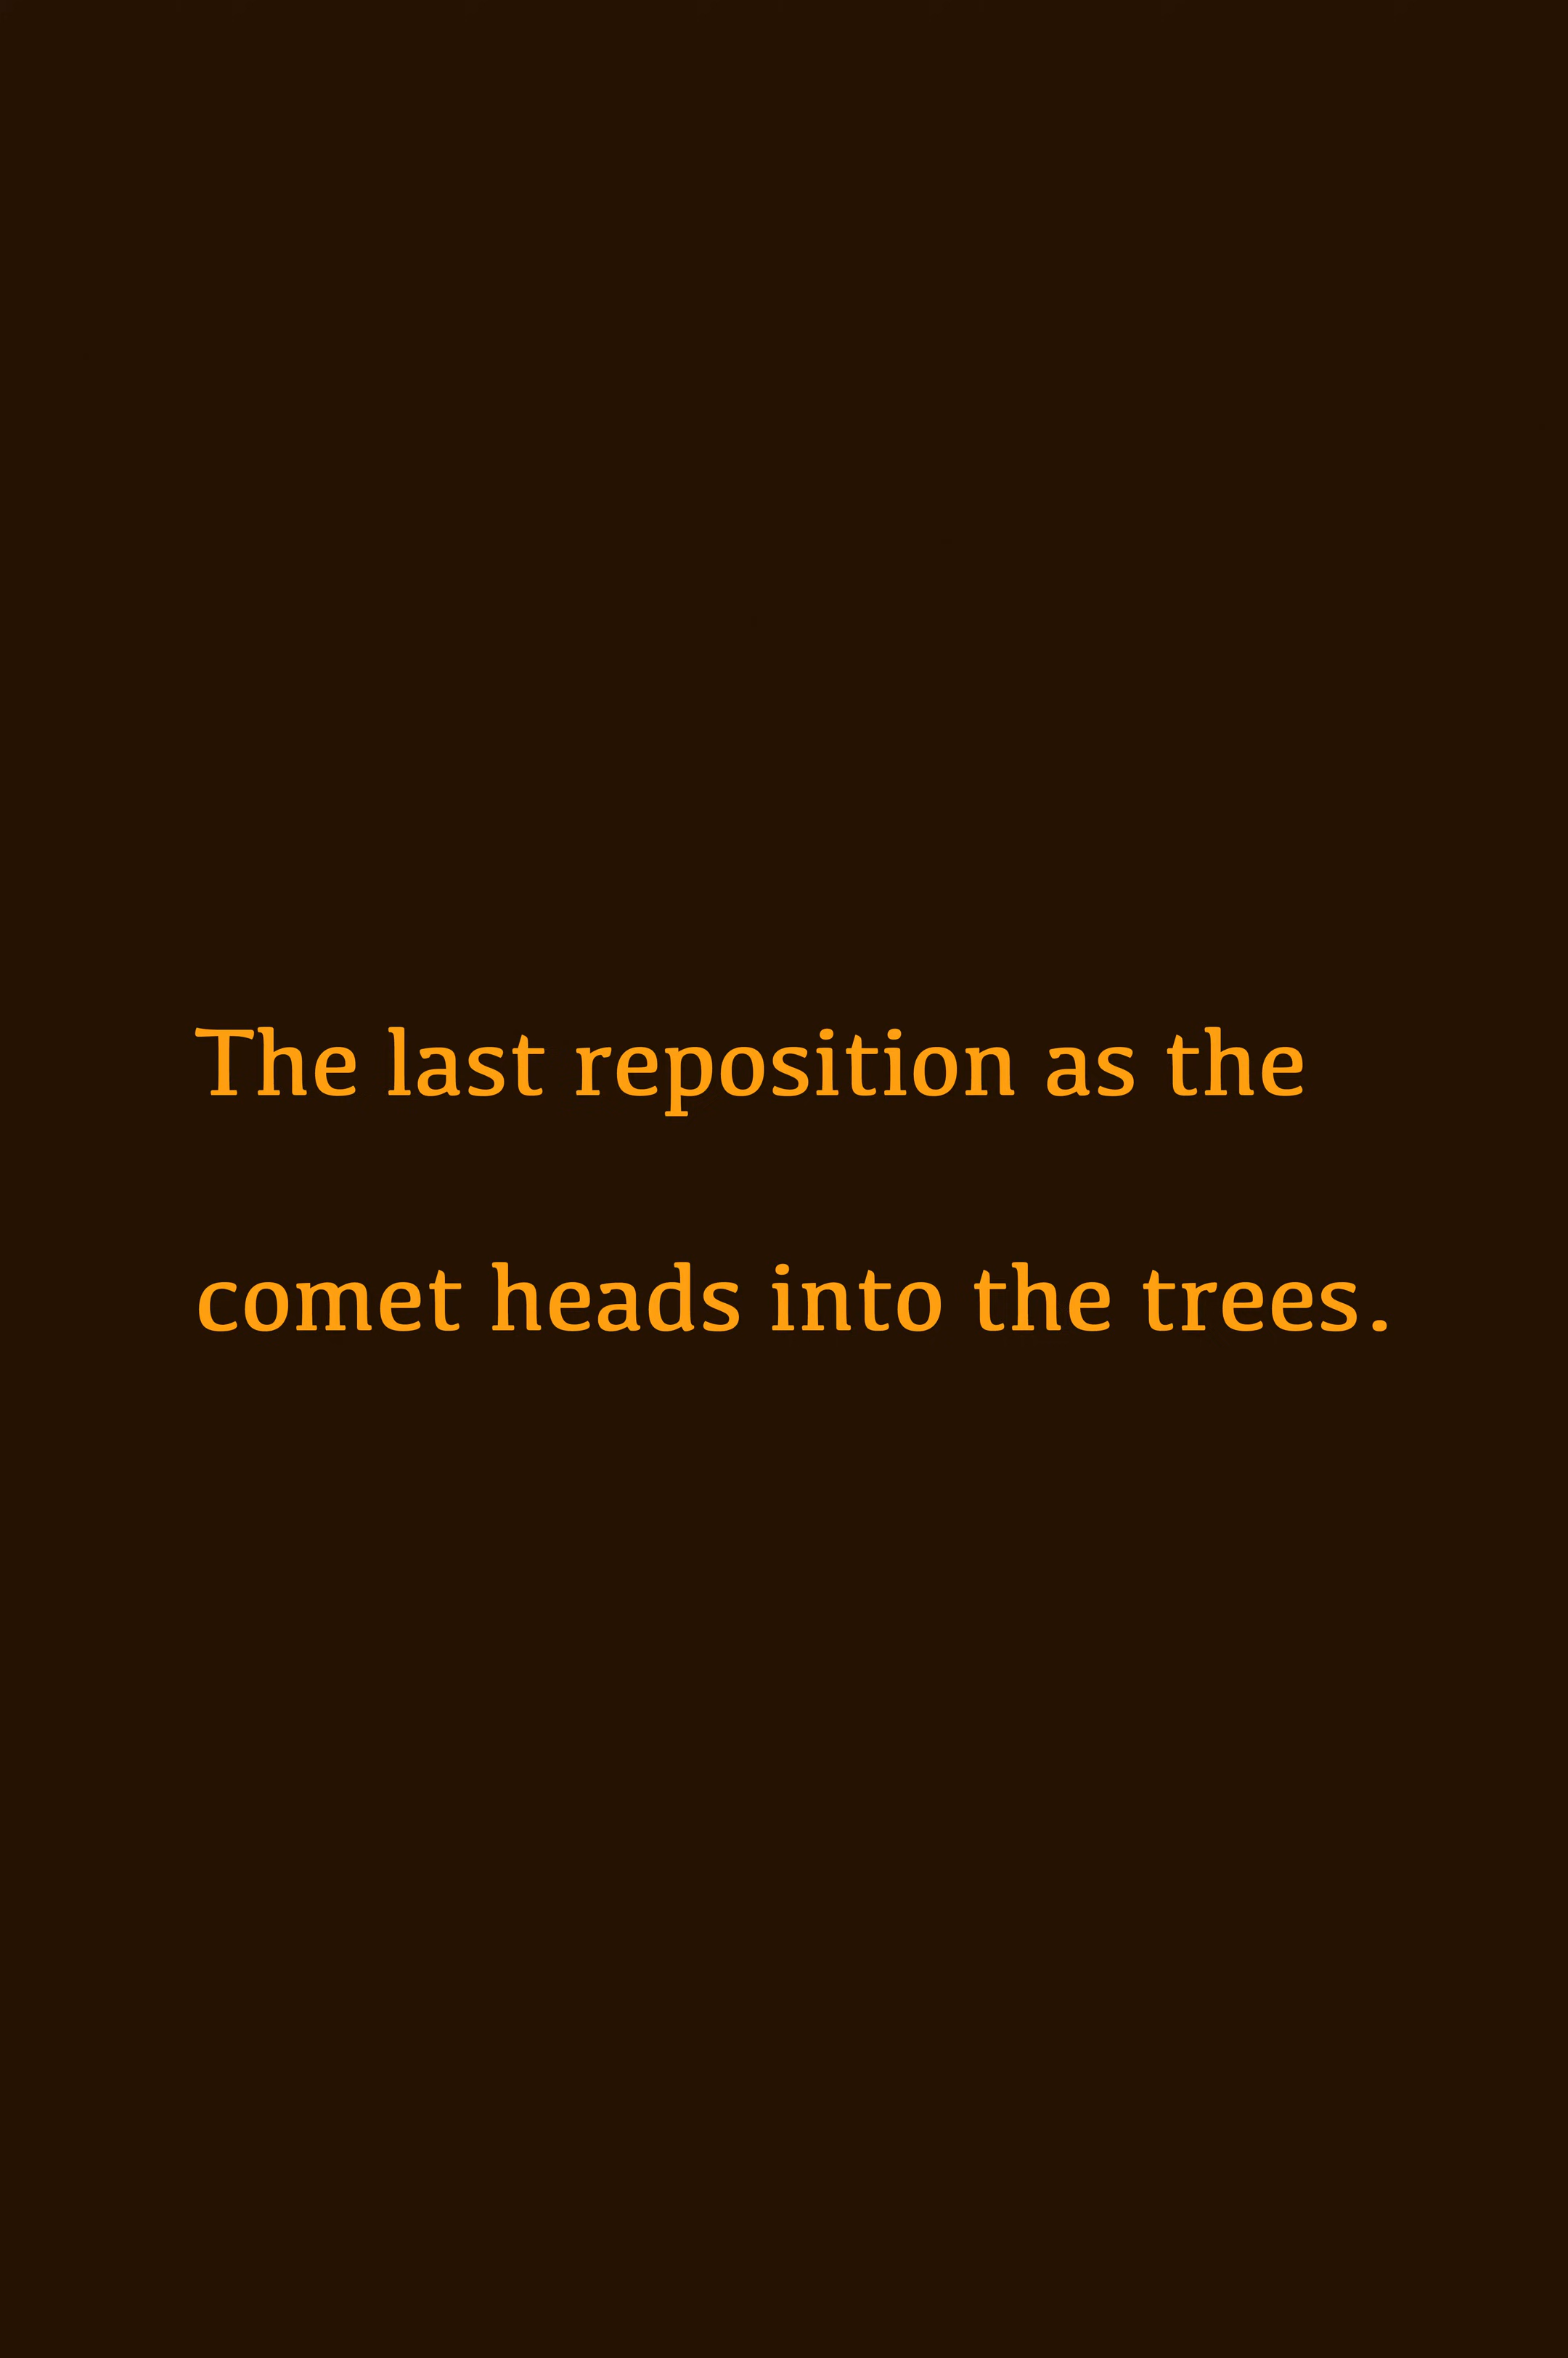 The last reposition as the
comet heads into the trees.